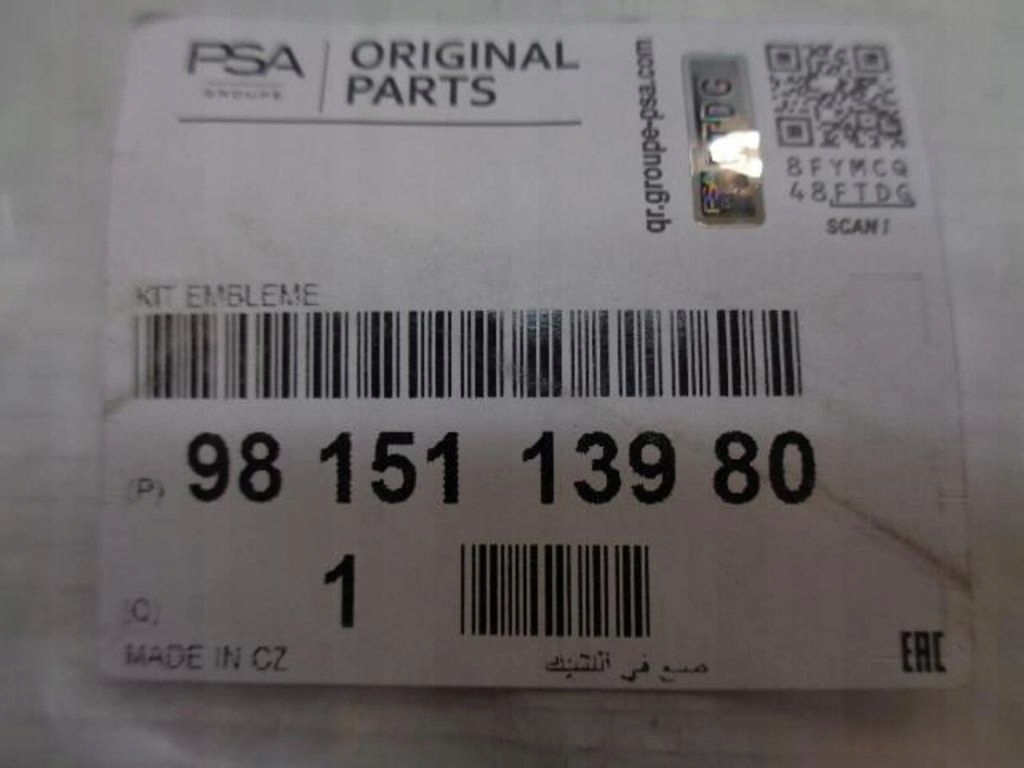 PSA
GROUPE
ORIGINAL
PARTS
qr.groupe-psa.com
FTDG
8FYMCQ
48FTDG
SCAN!
KIT EMBLEME
(P) 98 151 139 80
(C) 1
MADE IN CZ
صنع في التشيك
EAC